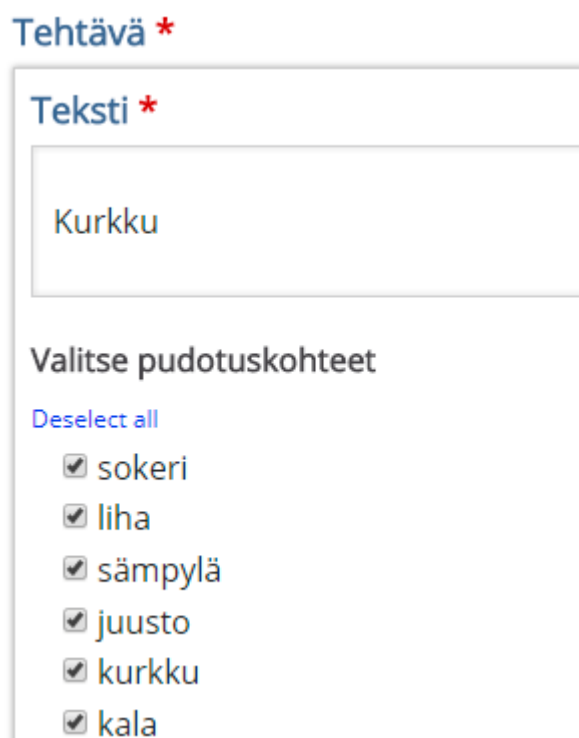 Tehtävä *
Teksti *
Kurkku
Valitse pudotuskohteet
Deselect all
sokeri
liha
sämpylä
juusto
kurkku
kala